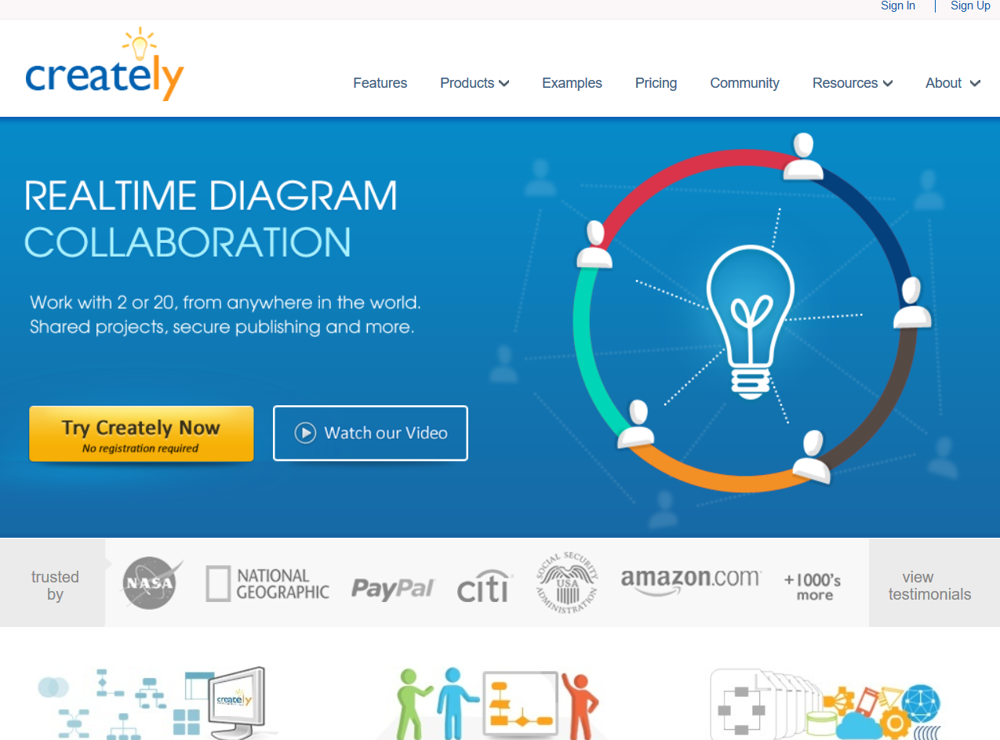 Sign In | Sign Up
creately
Features Products Examples Pricing Community Resources About
REALTIME DIAGRAM
COLLABORATION
Work with 2 or 20, from anywhere in the world.
Shared projects, secure publishing and more.
Try Creately Now
No registration required
Watch our Video
trusted
by
NASA
NATIONAL
GEOGRAPHIC
PayPal
citi
SOCIAL SECURITY
USA
ADMINISTRATION
amazon.com
+1000's
more
view
testimonials
creately